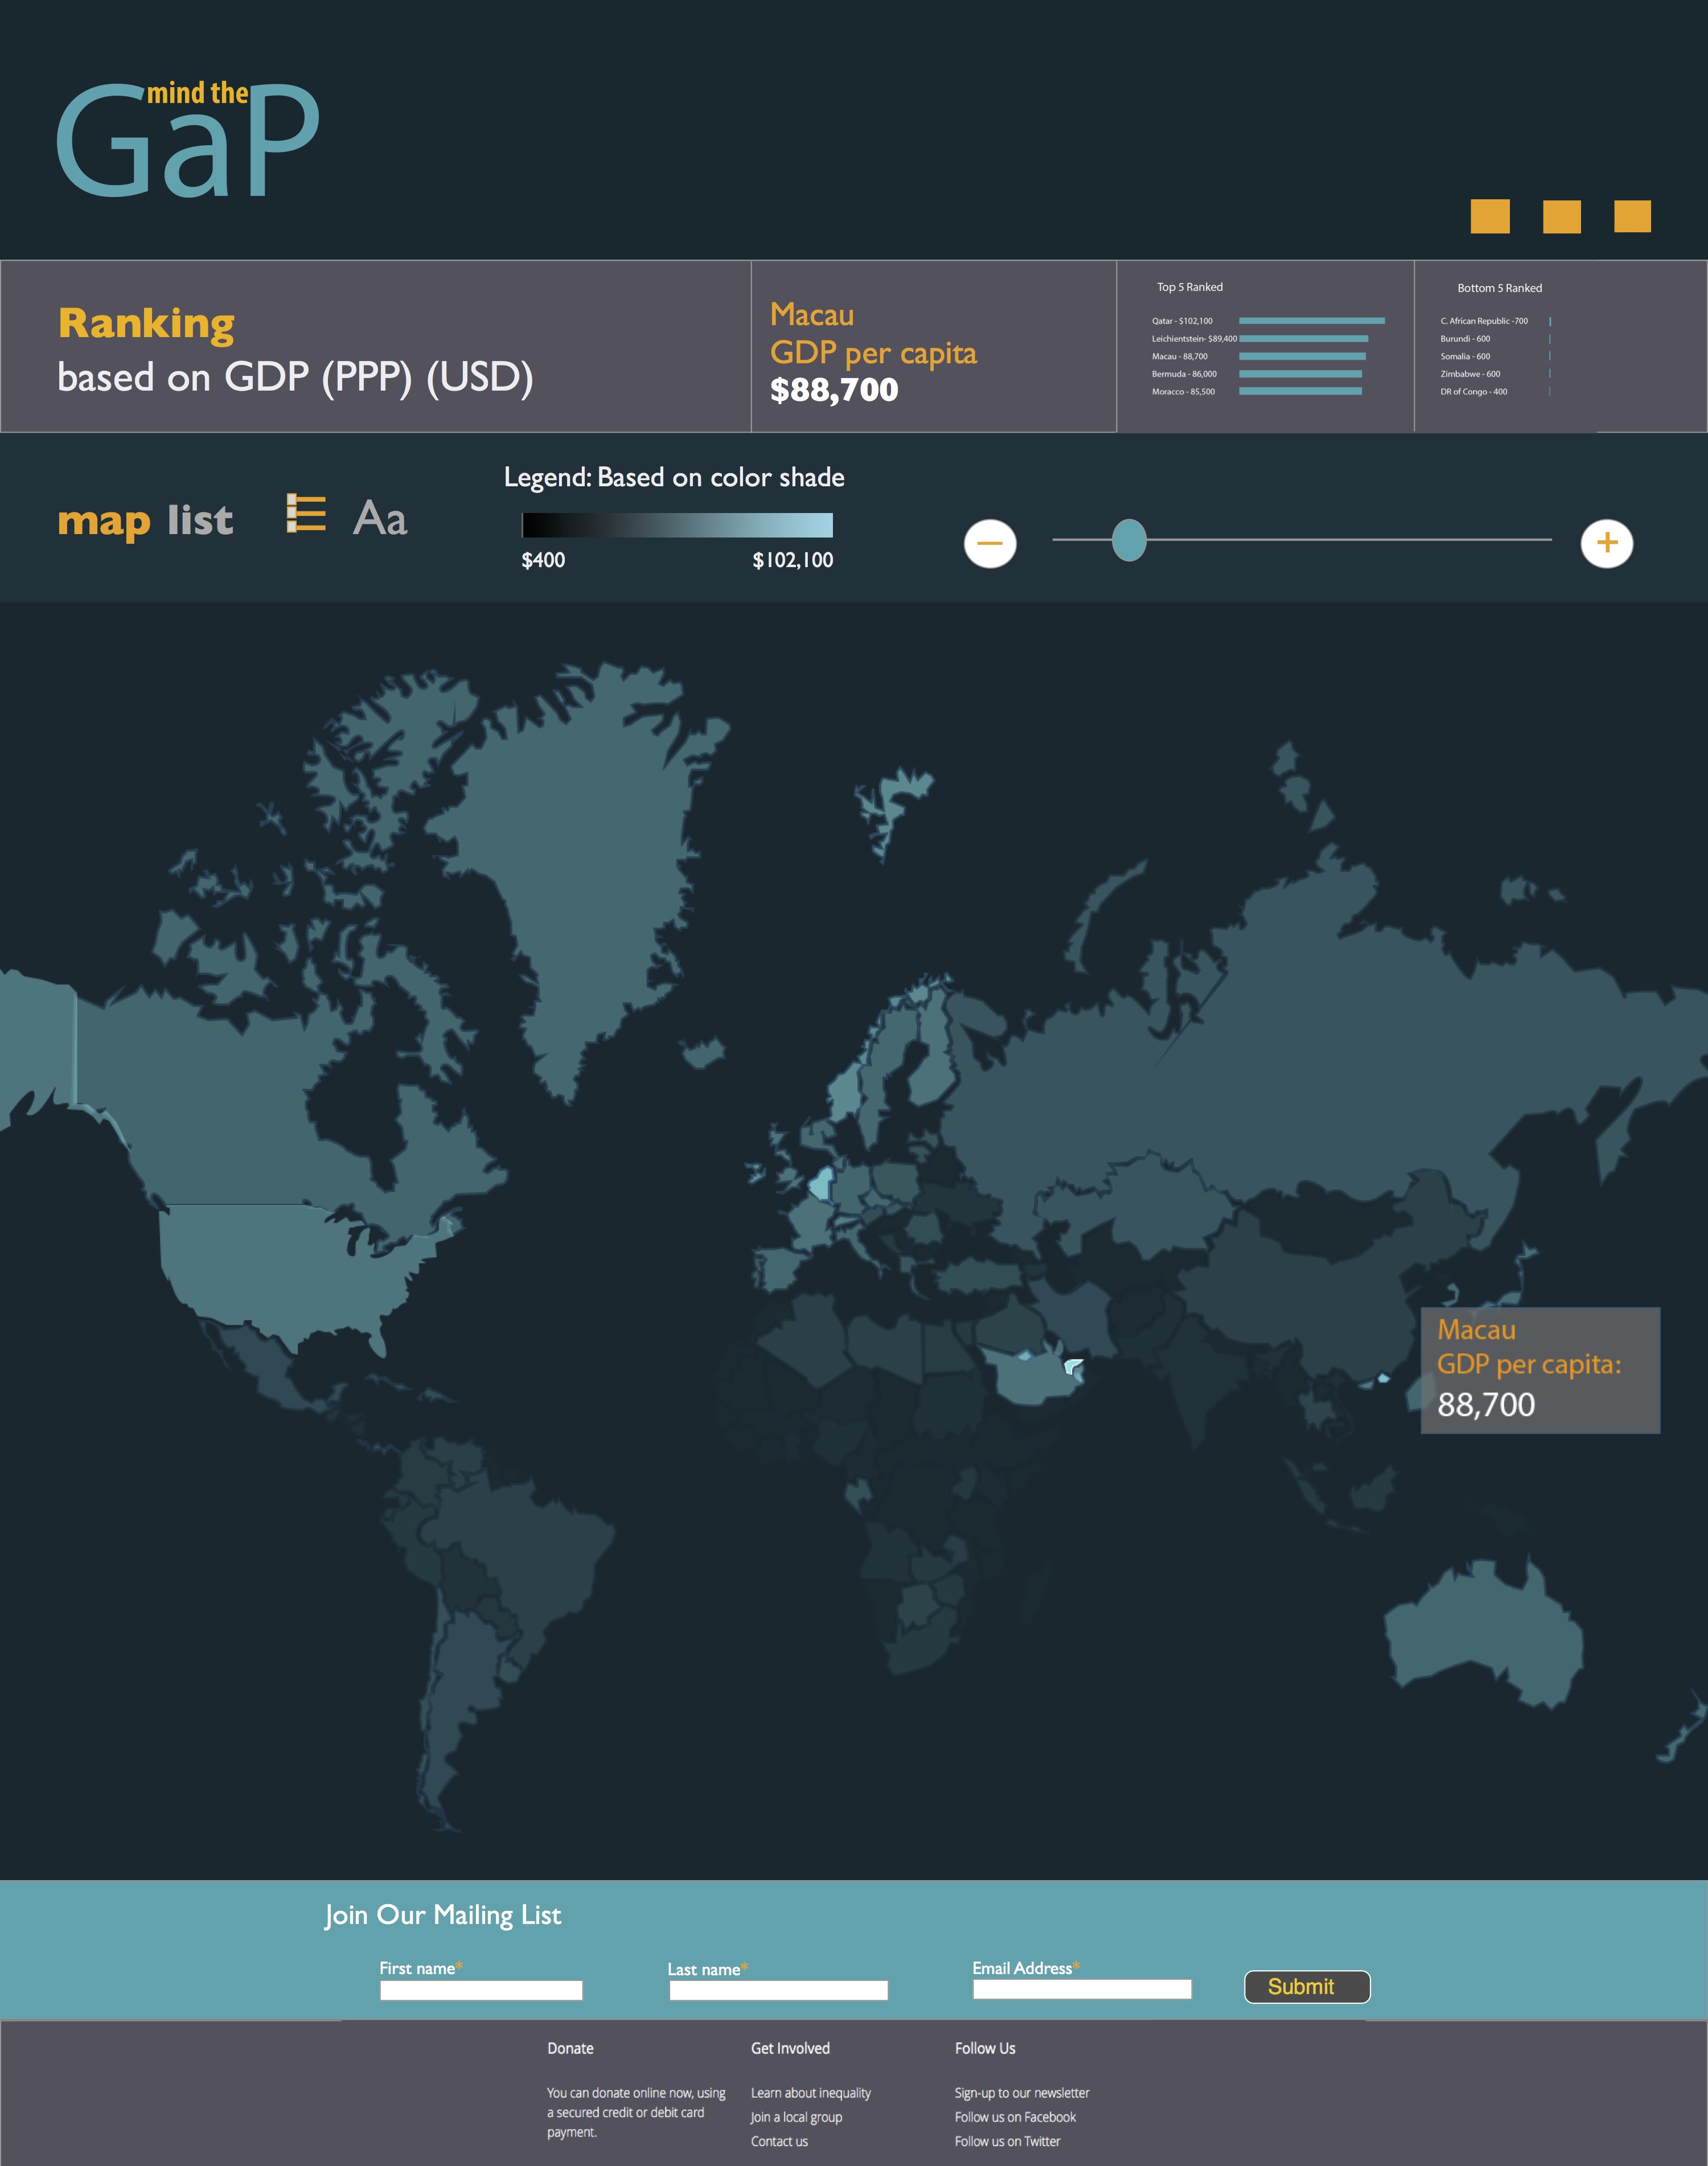 mind the
GaP
Ranking
based on GDP (PPP) (USD)
Macau
GDP per capita
$88,700
Top 5 Ranked
Qatar - $102,100
Leichientstein- $89,400
Macau - 88,700
Bermuda - 86,000
Moracco - 85,500
Bottom 5 Ranked
C. African Republic -700
Burundi - 600
Somalia - 600
Zimbabwe - 600
DR of Congo - 400
map list
Aa
Legend: Based on color shade
$400 $102,100
Macau
GDP per capita:
88,700
Join Our Mailing List
First name*
Last name*
Email Address*
Submit
Donate
You can donate online now, using
a secured credit or debit card
payment.
Get Involved
Learn about inequality
Join a local group
Contact us
Follow Us
Sign-up to our newsletter
Follow us on Facebook
Follow us on Twitter